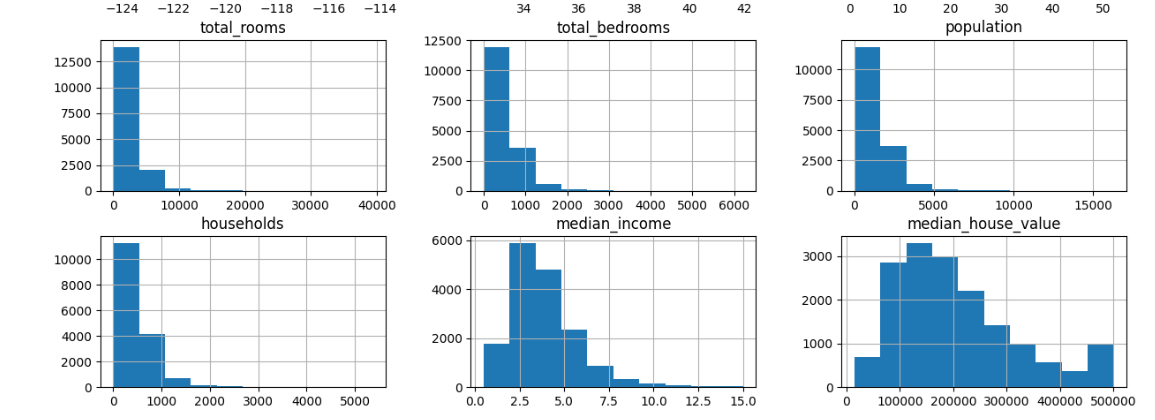 −124 −122 −120 −118 −116 −114 34 36 38 40 42 0 10 20 30 40 50
total_rooms total_bedrooms population
12500 10000 7500 5000 2500 0
12500 10000 7500 5000 2500 0
10000 7500 5000 2500 0
0 10000 20000 30000 40000 0 1000 2000 3000 4000 5000 6000 0 5000 10000 15000
households median_income median_house_value
10000 8000 6000 4000 2000 0
6000 4000 2000 0
3000 2000 1000 0
0 1000 2000 3000 4000 5000 0.0 2.5 5.0 7.5 10.0 12.5 15.0 0 100000 200000 300000 400000 500000